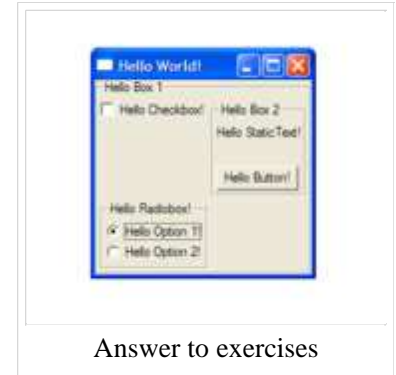 Hello World!
Hello Box 1
Hello Checkbox!
Hello Box 2
Hello StaticText!
Hello Button!
Hello Radiobox!
Hello Option 1!
Hello Option 2!
Answer to exercises